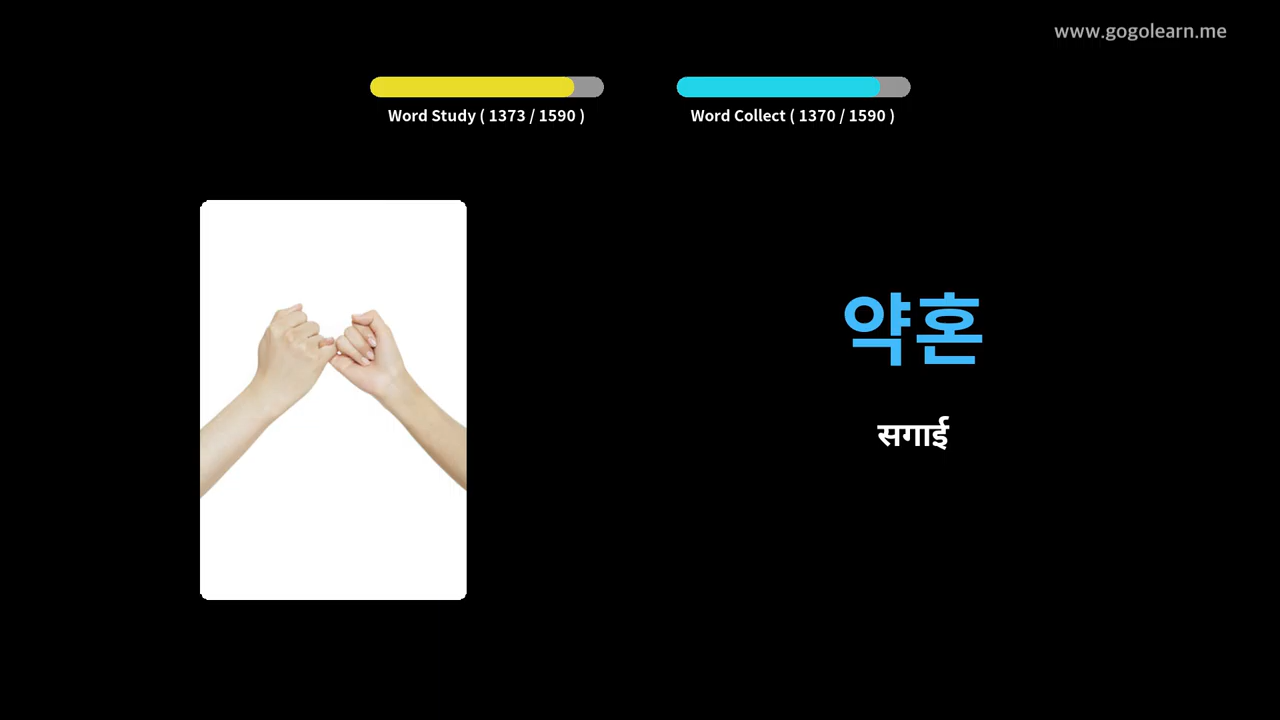 www.gogolearn.me
Word Study ( 1373 / 1590 )
Word Collect ( 1370 / 1590 )
약혼
सगाई